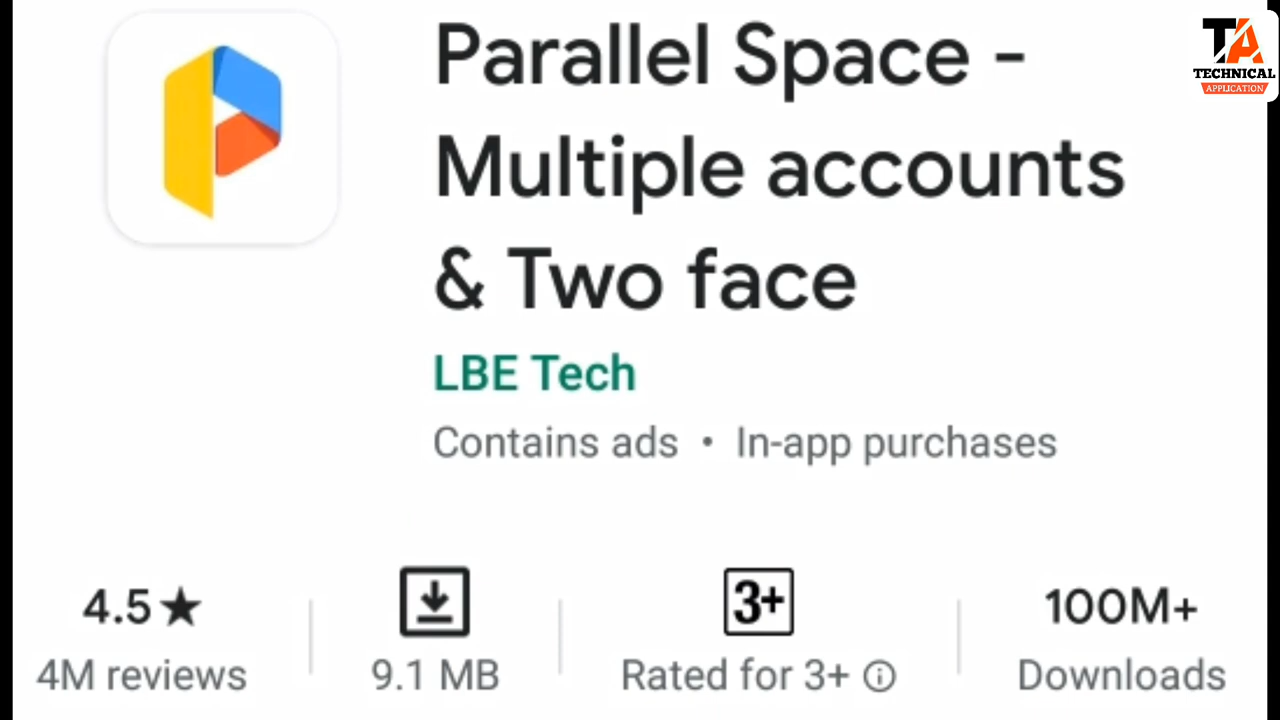 Parallel Space -
Multiple accounts
& Two face
LBE Tech
Contains ads • In-app purchases
4.5★
4M reviews
9.1 MB
3+
Rated for 3+
100M+
Downloads
TA
TECHNICAL
APPLICATION